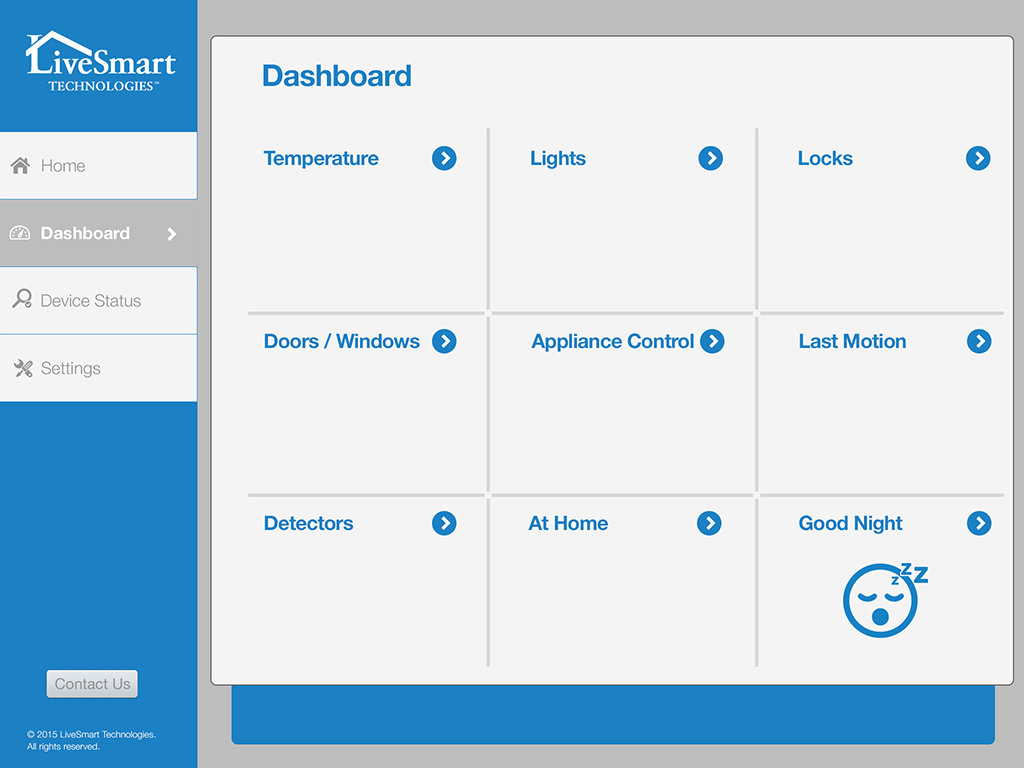 LiveSmart
TECHNOLOGIES™
Home
Dashboard
Device Status
Settings
Contact Us
© 2015 LiveSmart Technologies.
All rights reserved.
Dashboard
Temperature
Lights
Locks
Doors / Windows
Appliance Control
Last Motion
Detectors
At Home
Good Night
z z z